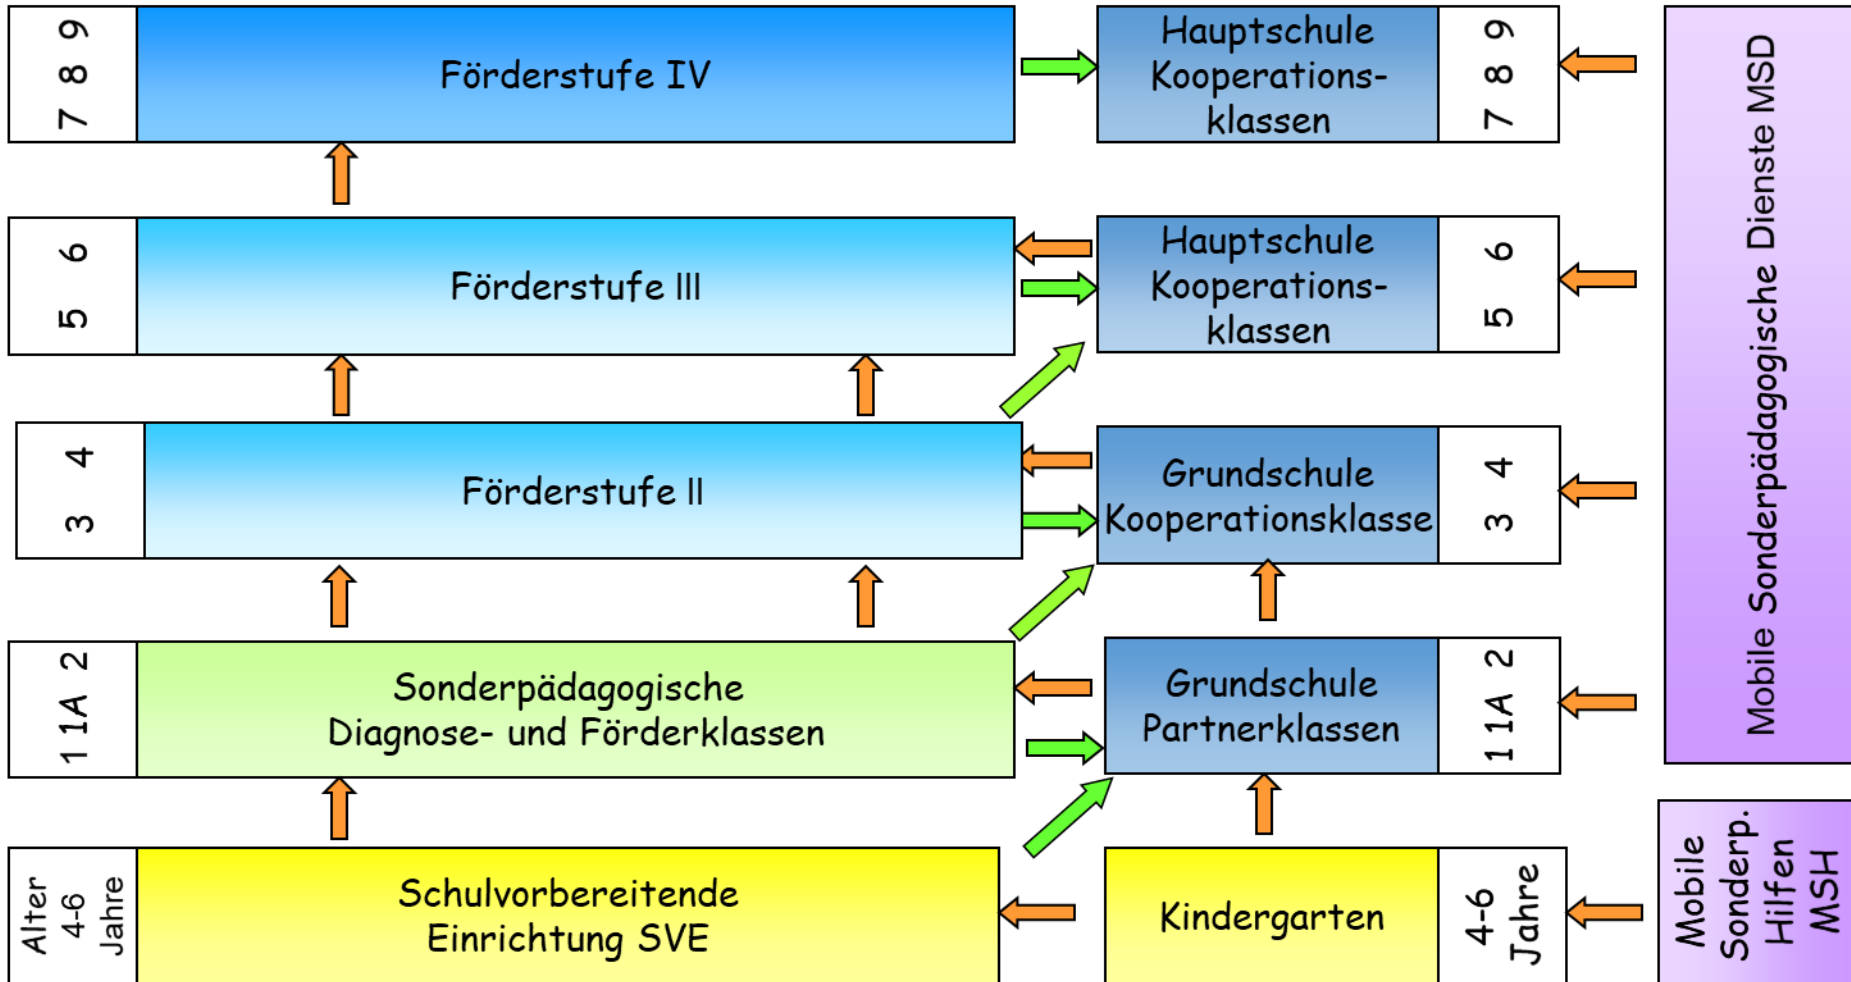 7 8 9
Förderstufe IV
Hauptschule
Kooperations-
klassen
7 8 9
5 6
Förderstufe III
Hauptschule
Kooperations-
klassen
5 6
3 4
Förderstufe II
Grundschule
Kooperationsklasse
3 4
1 1A 2
Sonderpädagogische
Diagnose- und Förderklassen
Grundschule
Partnerklassen
1 1A 2
Alter
4-6
Jahre
Schulvorbereitende
Einrichtung SVE
Kindergarten
4-6
Jahre
Mobile Sonderpädagogische Dienste MSD
Mobile
Sonderp.
Hilfen
MSH